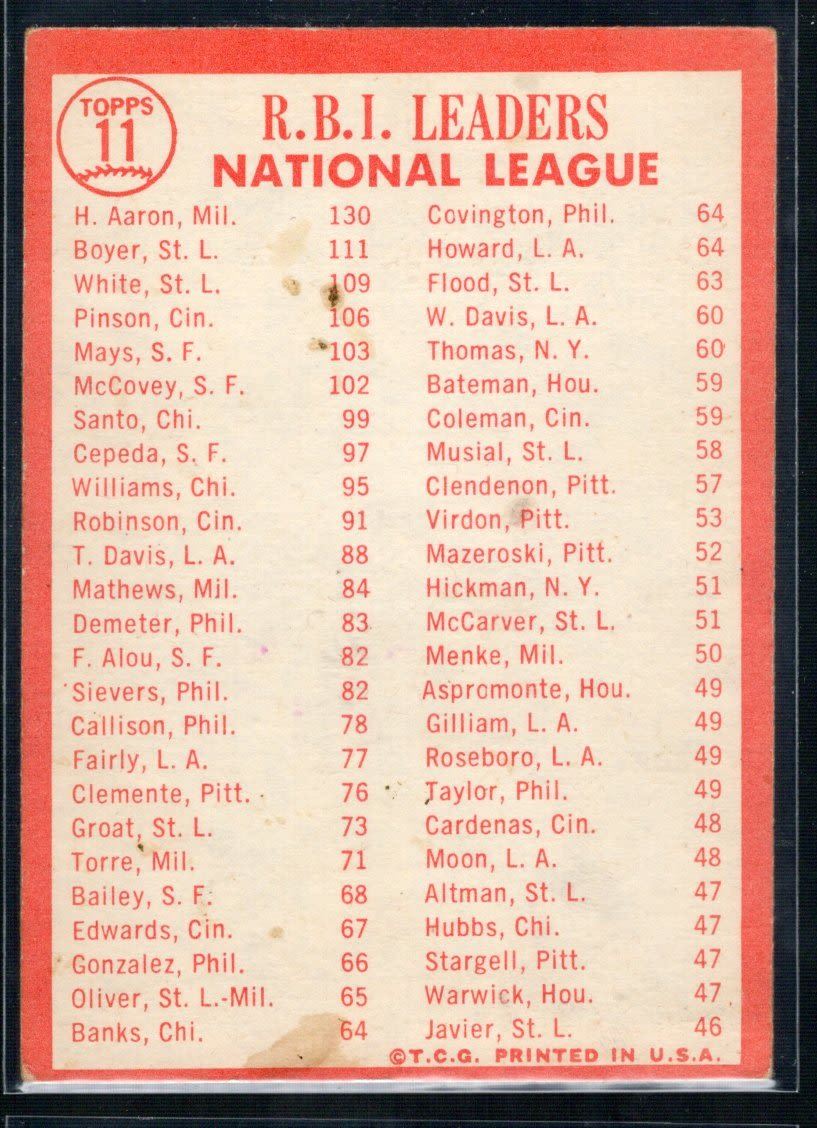 TOPPS
11
R.B.I. LEADERS
NATIONAL LEAGUE
H. Aaron, Mil. 130
Boyer, St. L. 111
White, St. L. 109
Pinson, Cin. 106
Mays, S. F. 103
McCovey, S. F. 102
Santo, Chi. 99
Cepeda, S. F. 97
Williams, Chi. 95
Robinson, Cin. 91
T. Davis, L. A. 88
Mathews, Mil. 84
Demeter, Phil. 83
F. Alou, S. F. 82
Sievers, Phil. 82
Callison, Phil. 78
Fairly, L. A. 77
Clemente, Pitt. 76
Groat, St. L. 73
Torre, Mil. 71
Bailey, S. F. 68
Edwards, Cin. 67
Gonzalez, Phil. 66
Oliver, St. L.-Mil. 65
Banks, Chi. 64
Covington, Phil. 64
Howard, L. A. 64
Flood, St. L. 63
W. Davis, L. A. 60
Thomas, N. Y. 60
Bateman, Hou. 59
Coleman, Cin. 59
Musial, St. L. 58
Clendenon, Pitt. 57
Virdon, Pitt. 53
Mazeroski, Pitt. 52
Hickman, N. Y. 51
McCarver, St. L. 51
Menke, Mil. 50
Aspromonte, Hou. 49
Gilliam, L. A. 49
Roseboro, L. A. 49
Taylor, Phil. 49
Cardenas, Cin. 48
Moon, L. A. 48
Altman, St. L. 47
Hubbs, Chi. 47
Stargell, Pitt. 47
Warwick, Hou. 47
Javier, St. L. 46
©T.C.G. PRINTED IN U.S.A.